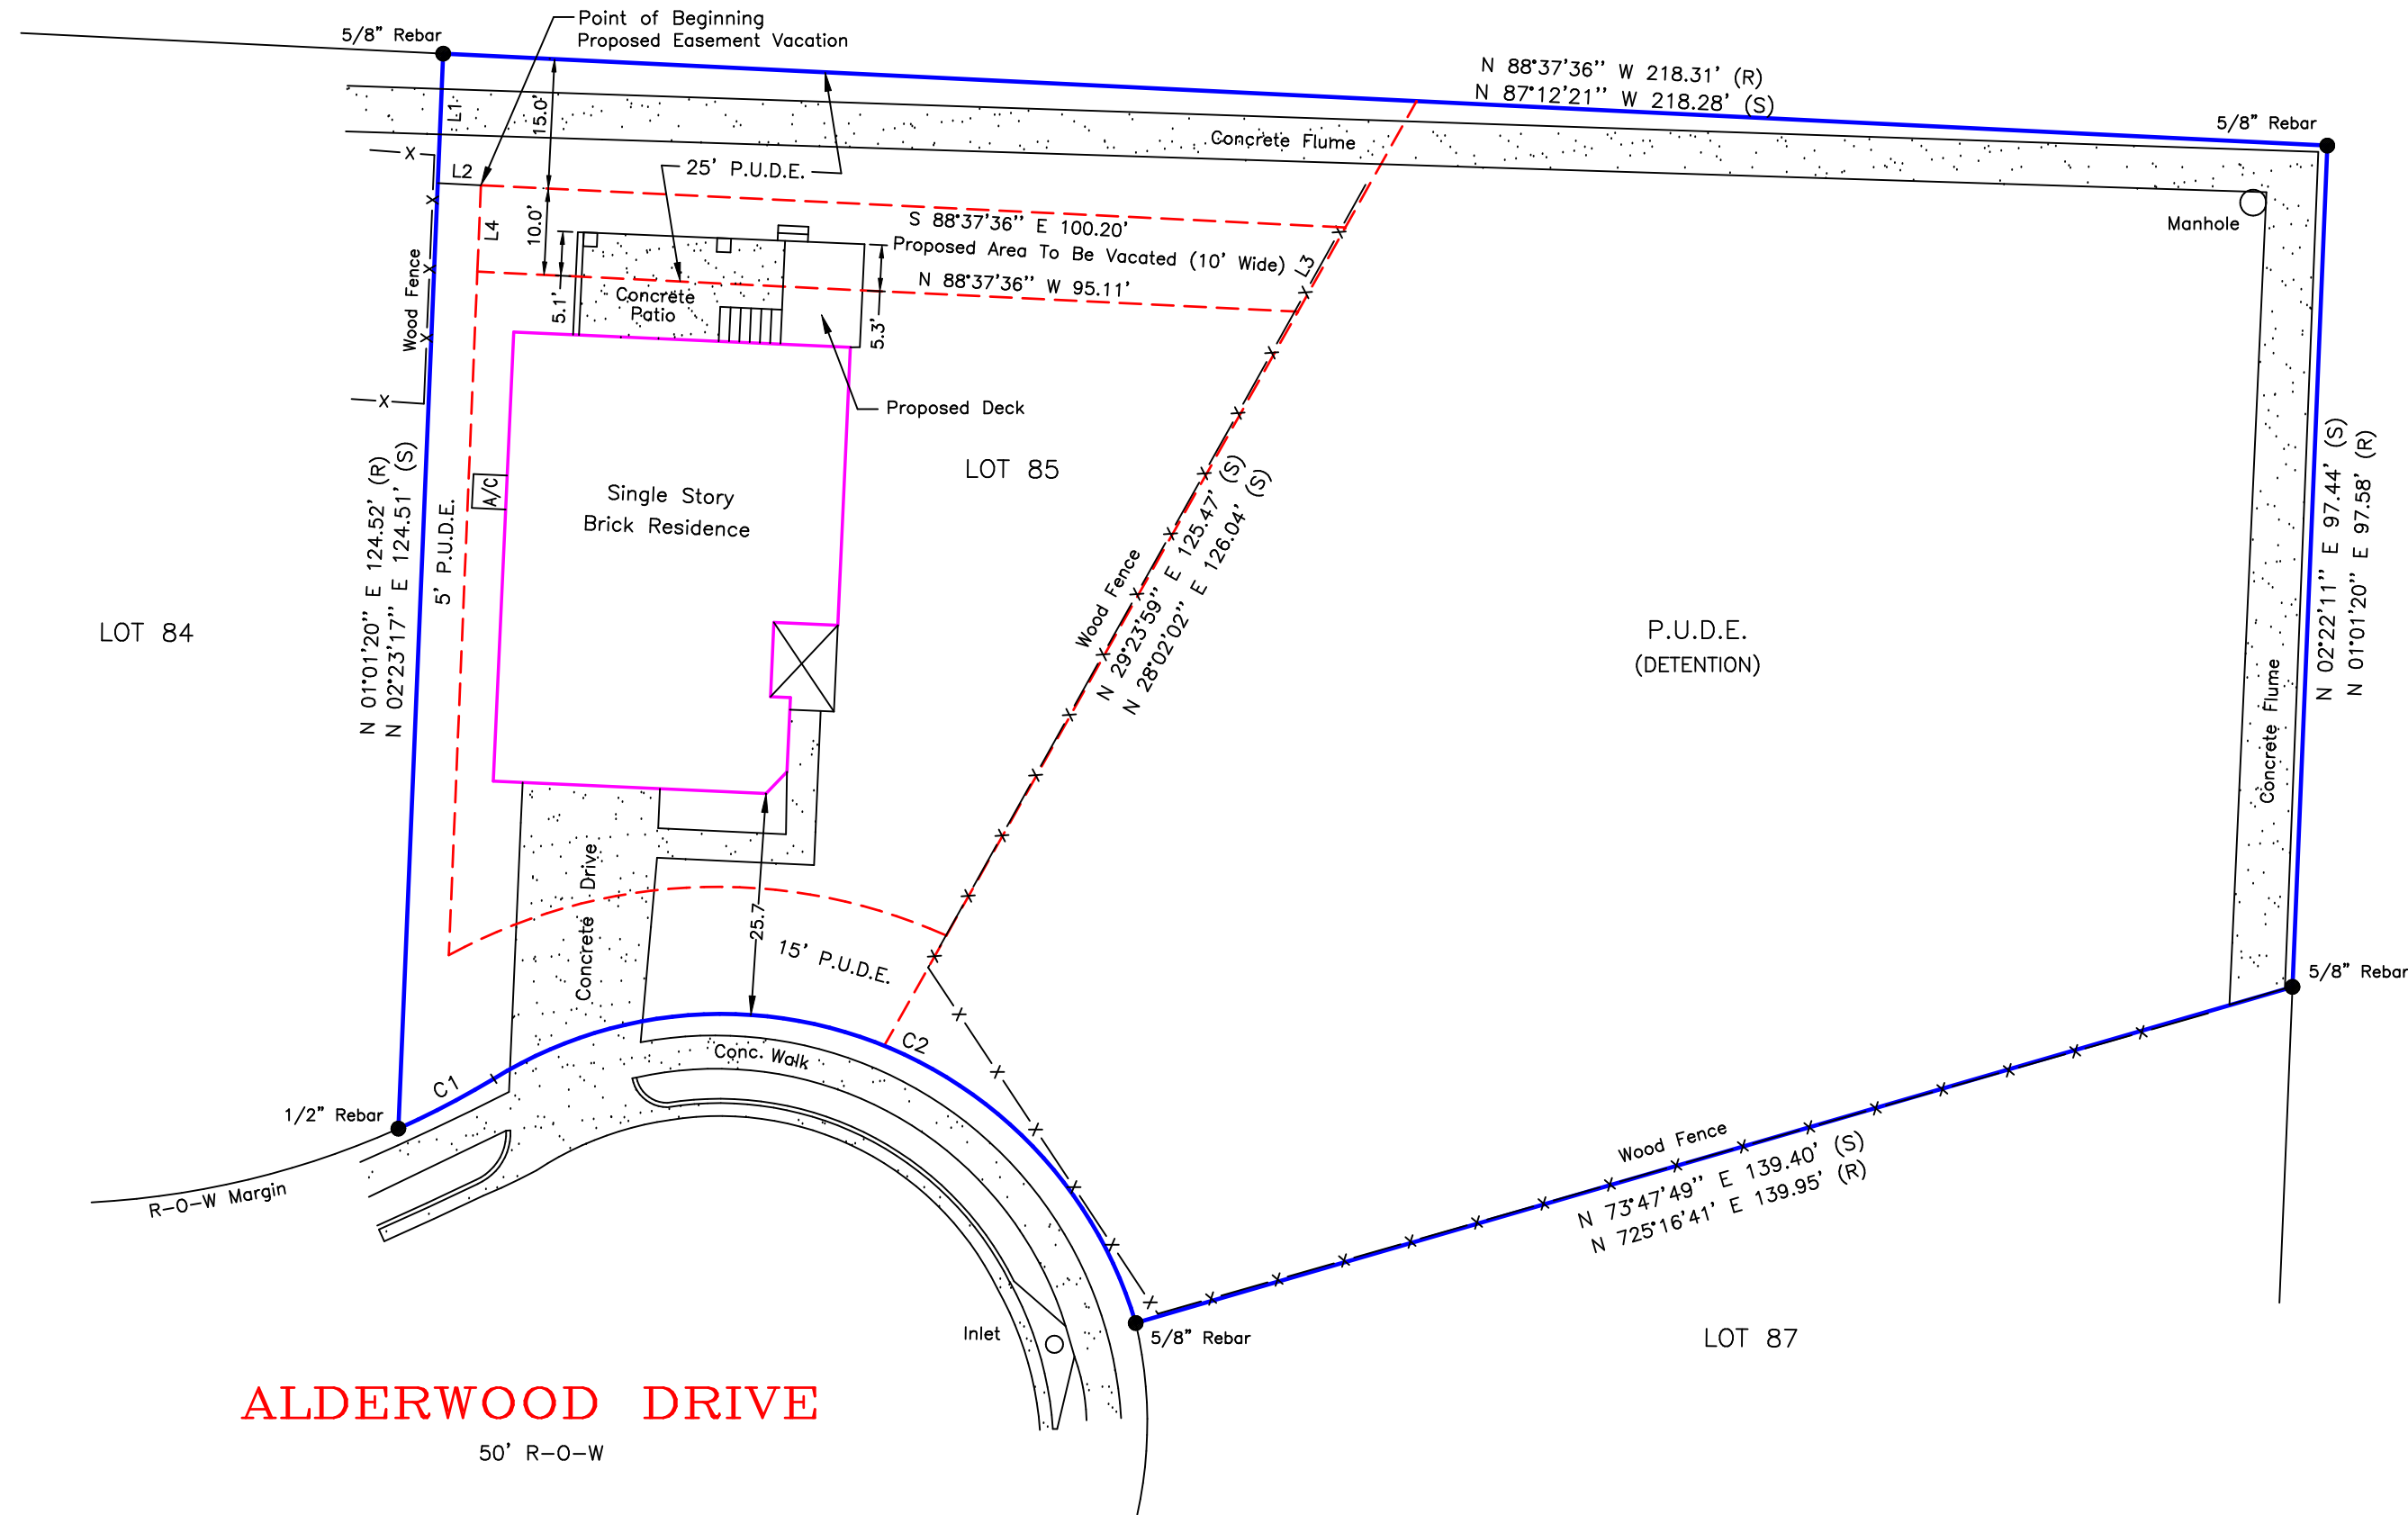 Point of Beginning
Proposed Easement Vacation
5/8" Rebar
N 88°37'36'' W 218.31' (R)
N 87°12'21'' W 218.28' (S)
5/8" Rebar
L1
15.0'
Concrete Flume
L2
25' P.U.D.E.
Manhole
L4
10.0'
S 88°37'36'' E 100.20'
Proposed Area To Be Vacated (10' Wide)
L3
N 88°37'36'' W 95.11'
Wood Fence
5.1'
Concrete
Patio
5.3'
Proposed Deck
LOT 85
A/C
Single Story
Brick Residence
N 01°01'20'' E 124.52' (R)
N 02°23'17'' E 124.51' (S)
5' P.U.D.E.
Wood Fence
N 29°23'59'' E 125.47' (S)
N 28°02'02'' E 126.04' (S)
N 02°22'11'' E 97.44' (S)
N 01°01'20'' E 97.58' (R)
LOT 84
P.U.D.E.
(DETENTION)
Concrete Flume
Concrete Drive
25.7
15' P.U.D.E.
5/8" Rebar
C2
Conc. Walk
C1
1/2" Rebar
Wood Fence
N 73°47'49'' E 139.40' (S)
N 725°16'41' E 139.95' (R)
R-O-W Margin
Inlet
5/8" Rebar
LOT 87
ALDERWOOD DRIVE
50' R-O-W